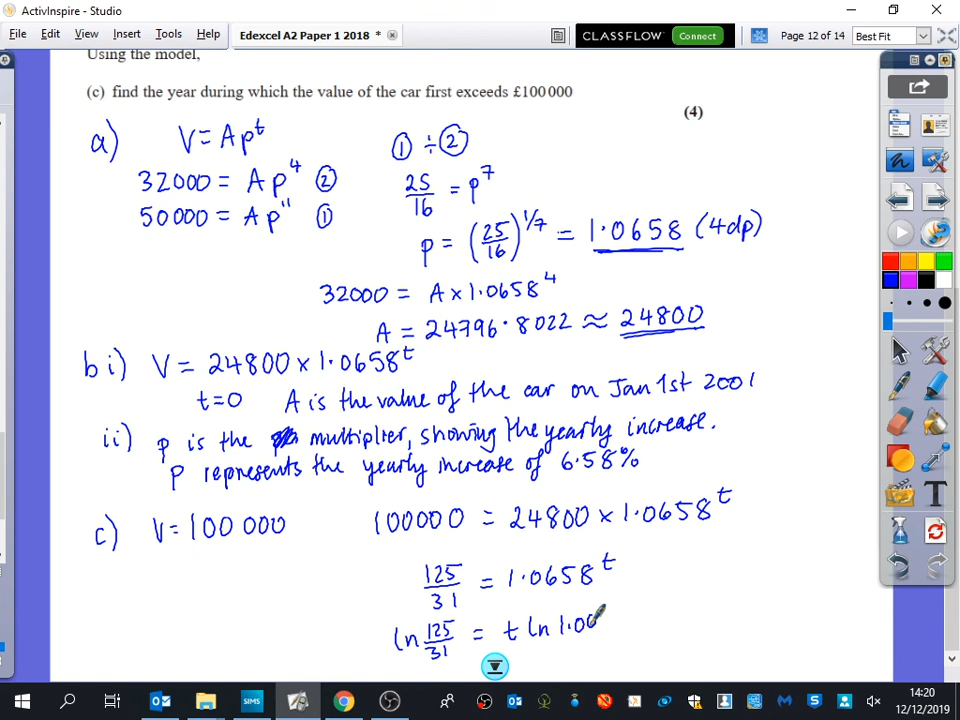 ActivInspire - Studio
File Edit View Insert Tools Help Edexcel A2 Paper 1 2018 * CLASSFLOW Connect Page 12 of 14 Best Fit
Using the model,
(c) find the year during which the value of the car first exceeds £100 000
(4)
a) V = Ap^t
32000 = Ap^4 ②
50000 = Ap^11 ①
① ÷ ②
25/16 = p^7
p = (25/16)^1/7 = 1.0658 (4dp)
32000 = A × 1.0658^4
A = 24796.8022 ≈ 24800
b i) V = 24800 × 1.0658^t
t=0 A is the value of the car on Jan 1st 2001
ii) p is the multiplier, showing the yearly increase.
P represents the yearly increase of 6.58%
c) V = 100 000 100000 = 24800 × 1.0658^t
125/31 = 1.0658^t
ln 125/31 = t ln 1.0
T
SIMS
14:20
12/12/2019